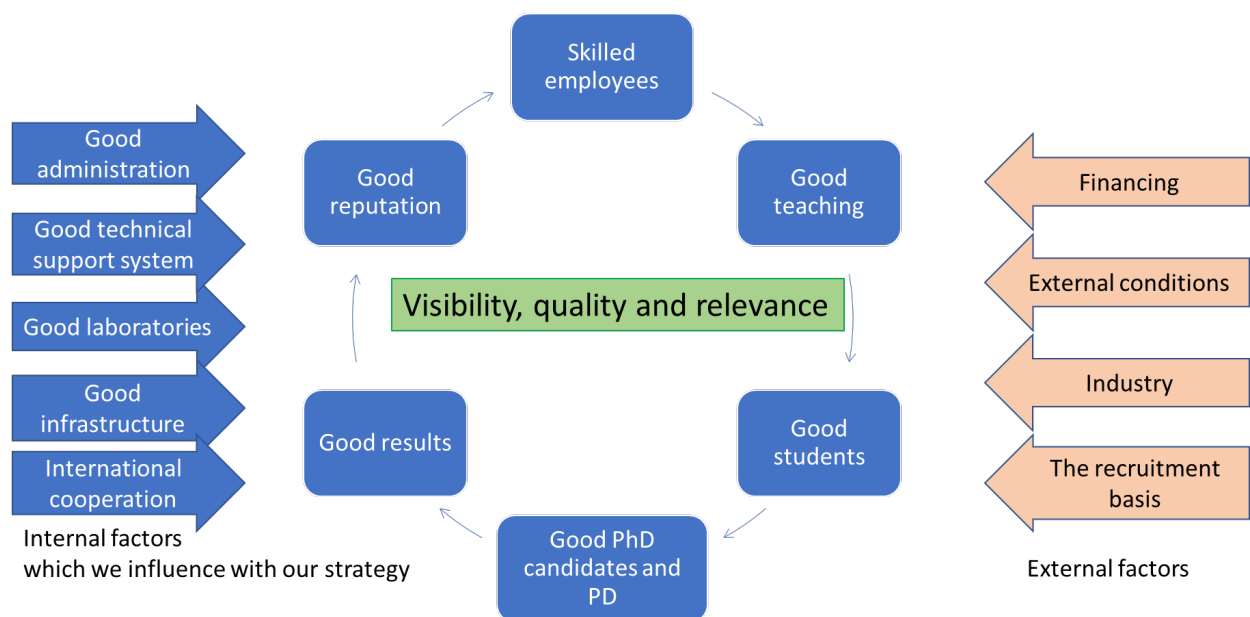 Skilled
employees
Good
teaching
Good
students
Good PhD
candidates and
PD
Good results
Good
reputation
Visibility, quality and relevance
Good
administration
Good technical
support system
Good laboratories
Good
infrastructure
International
cooperation
Internal factors
which we influence with our strategy
Financing
External conditions
Industry
The recruitment
basis
External factors